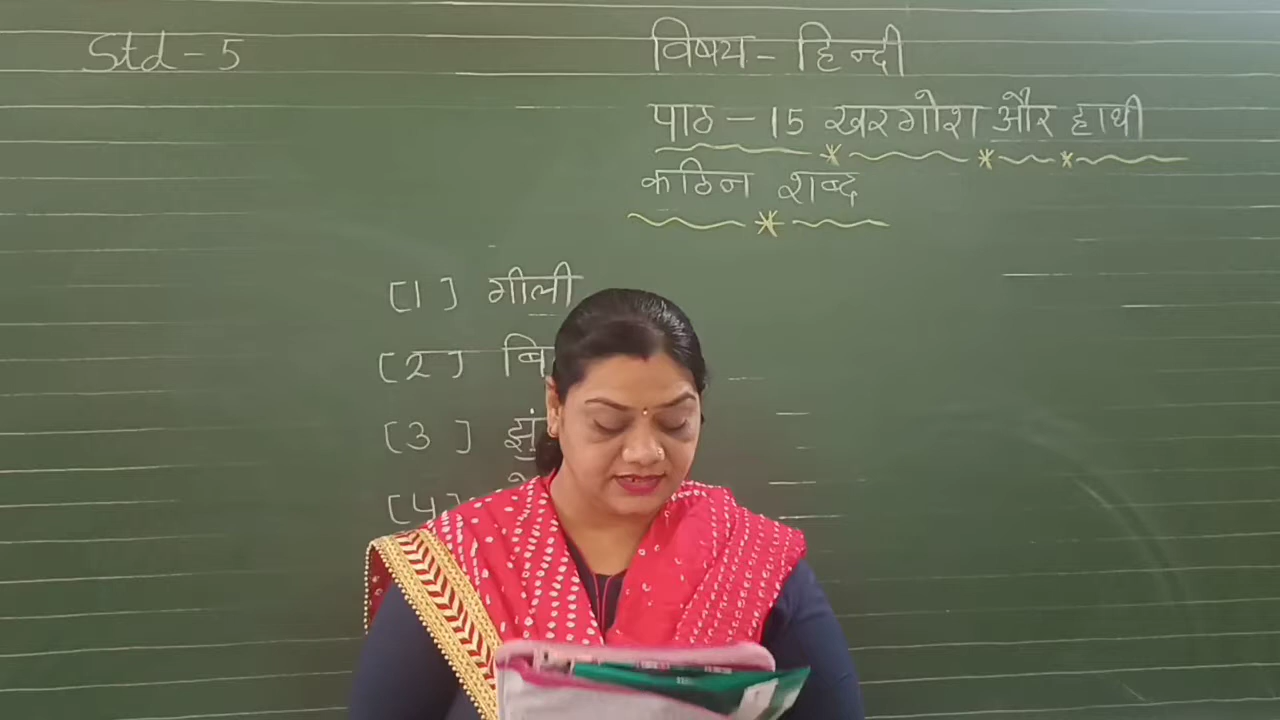 Std - 5
विषय - हिन्दी
पाठ - 15 खरगोश और हाथी
कठिन शब्द
[1] गीली
[2]
[3]
[4]